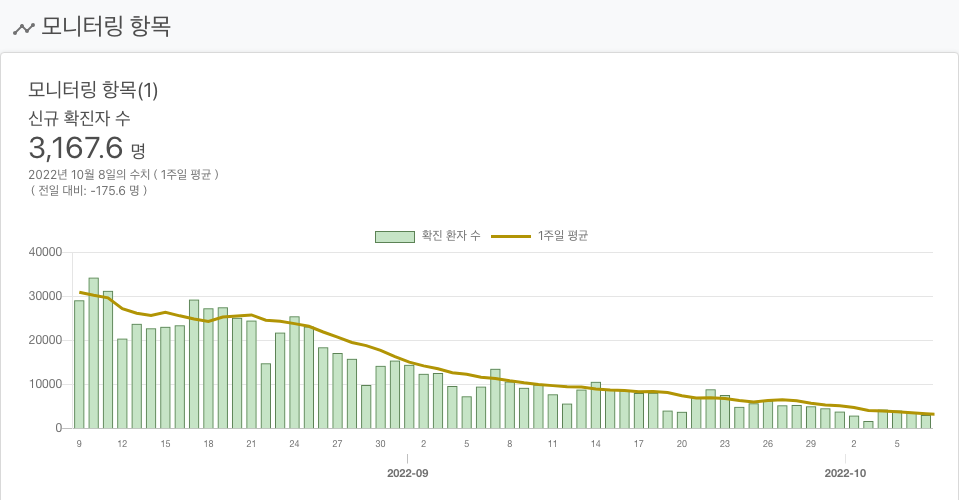 모니터링 항목
모니터링 항목(1)
신규 확진자 수
3,167.6 명
2022년 10월 8일의 수치 ( 1주일 평균 )
( 전일 대비: -175.6 명 )
확진 환자 수 1주일 평균
40000
30000
20000
10000
0
9 12 15 18 21 24 27 30 2 5 8 11 14 17 20 23 26 29 2 5
2022-09 2022-10